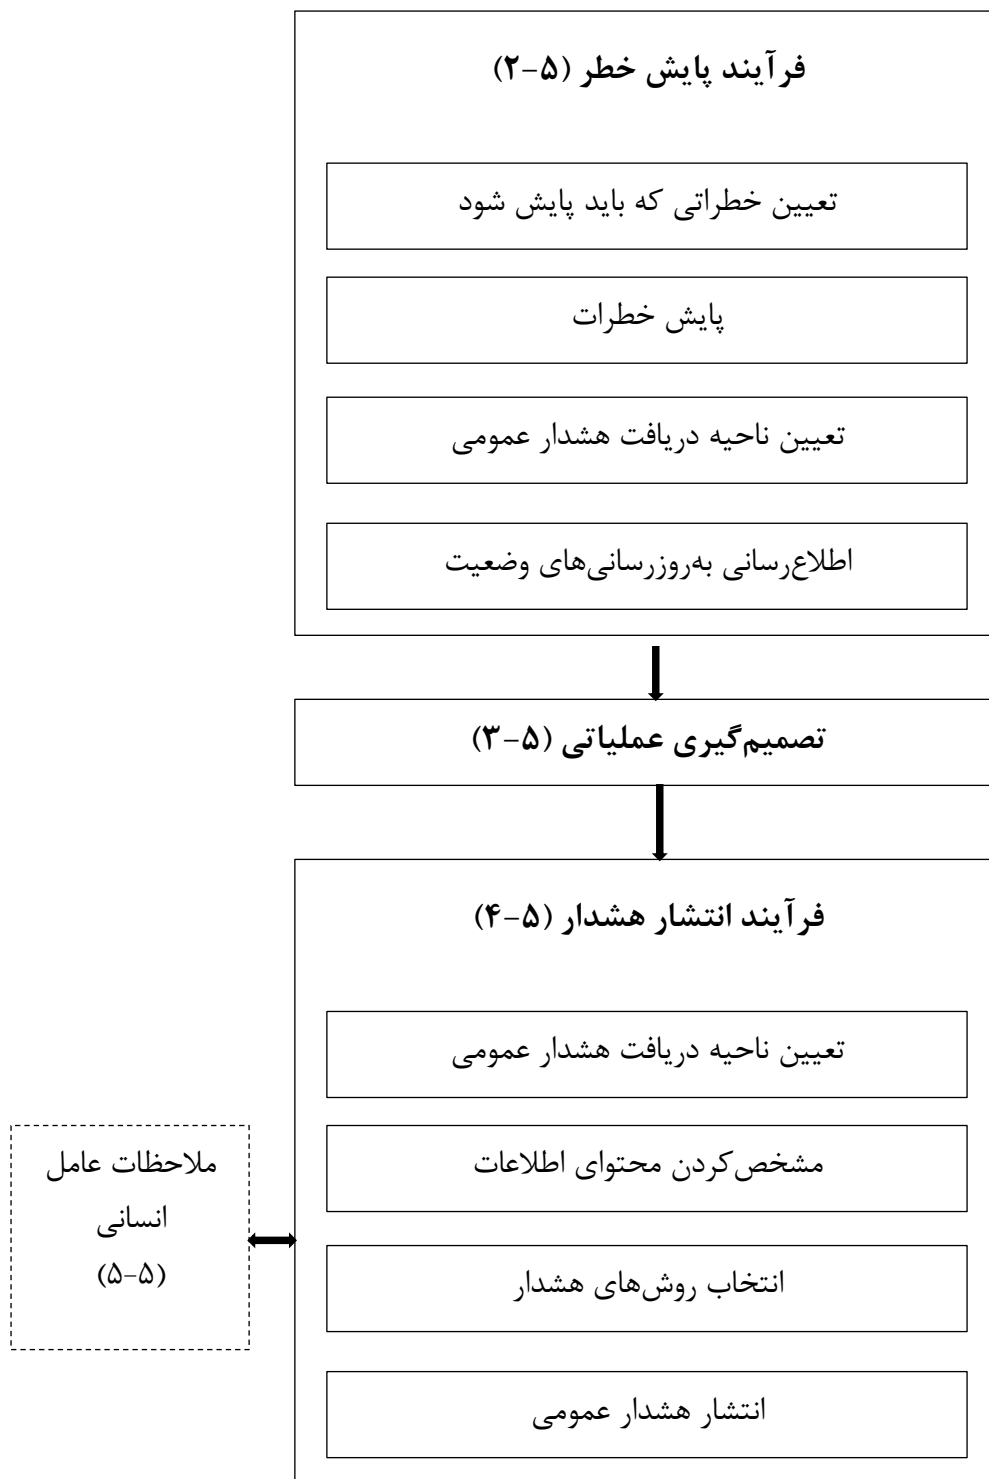 فرآیند پایش خطر (۵-۲)
تعیین خطراتی که باید پایش شود
پایش خطرات
تعیین ناحیه دریافت هشدار عمومی
اطلاع‌رسانی به‌روزرسانی‌های وضعیت
تصمیم‌گیری عملیاتی (۵-۳)
فرآیند انتشار هشدار (۵-۴)
تعیین ناحیه دریافت هشدار عمومی
مشخص‌کردن محتوای اطلاعات
انتخاب روش‌های هشدار
انتشار هشدار عمومی
ملاحظات عامل
انسانی
(۵-۵)